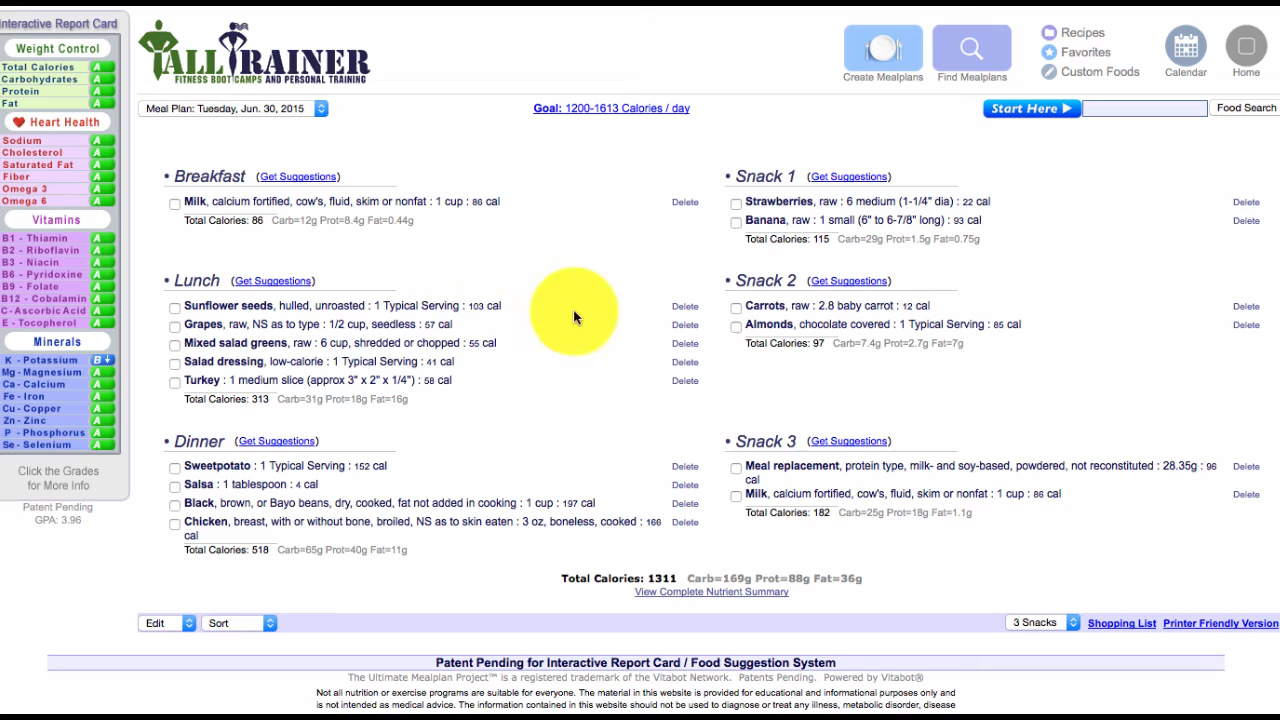 Interactive Report Card
Weight Control
Total Calories A
Carbohydrates A
Protein A
Fat A
Heart Health
Sodium A
Cholesterol A
Saturated Fat A
Fiber A
Omega 3 A
Omega 6 A
Vitamins
B1 - Thiamin A
B2 - Riboflavin A
B3 - Niacin A
B6 - Pyridoxine A
B9 - Folate A
B12 - Cobalamin A
C - Ascorbic Acid A
E - Tocopherol A
Minerals
K - Potassium B
Mg - Magnesium A
Ca - Calcium A
Fe - Iron A
Cu - Copper A
Zn - Zinc A
P - Phosphorus A
Se - Selenium A
Click the Grades
for More Info
Patent Pending
GPA: 3.96
TALLTRAINER
FITNESS BOOT CAMPS AND PERSONAL TRAINING
Create Mealplans
Find Mealplans
Recipes
Favorites
Custom Foods
Calendar
Home
Meal Plan: Tuesday, Jun. 30, 2015
Goal: 1200-1613 Calories / day
Start Here
Food Search
• Breakfast (Get Suggestions)
Milk, calcium fortified, cow's, fluid, skim or nonfat : 1 cup : 86 cal Delete
Total Calories: 86 Carb=12g Prot=8.4g Fat=0.44g
• Snack 1 (Get Suggestions)
Strawberries, raw : 6 medium (1-1/4" dia) : 22 cal Delete
Banana, raw : 1 small (6" to 6-7/8" long) : 93 cal Delete
Total Calories: 115 Carb=29g Prot=1.5g Fat=0.75g
• Lunch (Get Suggestions)
Sunflower seeds, hulled, unroasted : 1 Typical Serving : 103 cal Delete
Grapes, raw, NS as to type : 1/2 cup, seedless : 57 cal Delete
Mixed salad greens, raw : 6 cup, shredded or chopped : 55 cal Delete
Salad dressing, low-calorie : 1 Typical Serving : 41 cal Delete
Turkey : 1 medium slice (approx 3" x 2" x 1/4") : 58 cal Delete
Total Calories: 313 Carb=31g Prot=18g Fat=16g
• Snack 2 (Get Suggestions)
Carrots, raw : 2.8 baby carrot : 12 cal Delete
Almonds, chocolate covered : 1 Typical Serving : 85 cal Delete
Total Calories: 97 Carb=7.4g Prot=2.7g Fat=7g
• Dinner (Get Suggestions)
Sweetpotato : 1 Typical Serving : 152 cal Delete
Salsa : 1 tablespoon : 4 cal Delete
Black, brown, or Bayo beans, dry, cooked, fat not added in cooking : 1 cup : 197 cal Delete
Chicken, breast, with or without bone, broiled, NS as to skin eaten : 3 oz, boneless, cooked : 166 Delete
cal
Total Calories: 518 Carb=65g Prot=40g Fat=11g
• Snack 3 (Get Suggestions)
Meal replacement, protein type, milk- and soy-based, powdered, not reconstituted : 28.35g : 96 Delete
cal
Milk, calcium fortified, cow's, fluid, skim or nonfat : 1 cup : 86 cal Delete
Total Calories: 182 Carb=25g Prot=18g Fat=1.1g
Total Calories: 1311 Carb=169g Prot=88g Fat=36g
View Complete Nutrient Summary
Edit
Sort
3 Snacks
Shopping List
Printer Friendly Version
Patent Pending for Interactive Report Card / Food Suggestion System
The Ultimate Mealplan Project™ is a registered trademark of the Vitabot Network. Patents Pending. Powered by Vitabot®
Not all nutrition or exercise programs are suitable for everyone. The material in this website is provided for educational and informational purposes only and
is not intended as medical advice. The information contained in this website should not be used to diagnose or treat any illness, metabolic disorder, disease